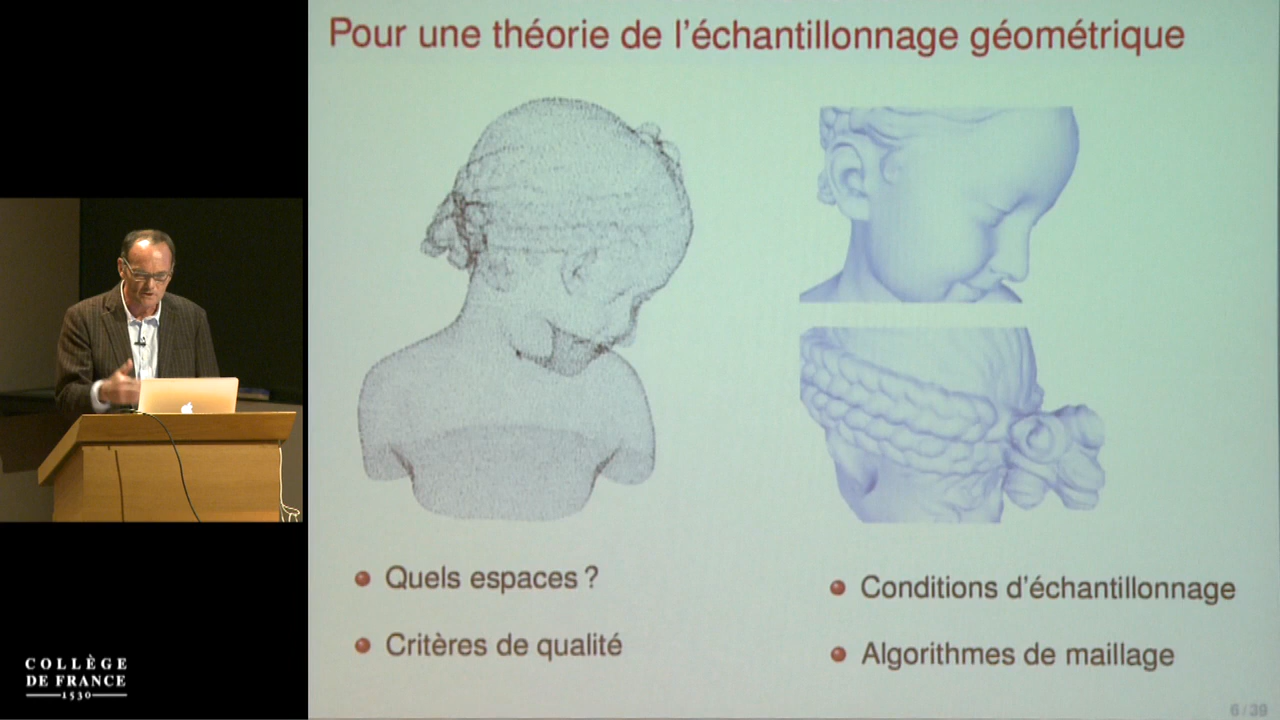 Pour une théorie de l'échantillonnage géométrique
Quels espaces ?
Critères de qualité
Conditions d'échantillonnage
Algorithmes de maillage
6/39
COLLÈGE
DE FRANCE
1530